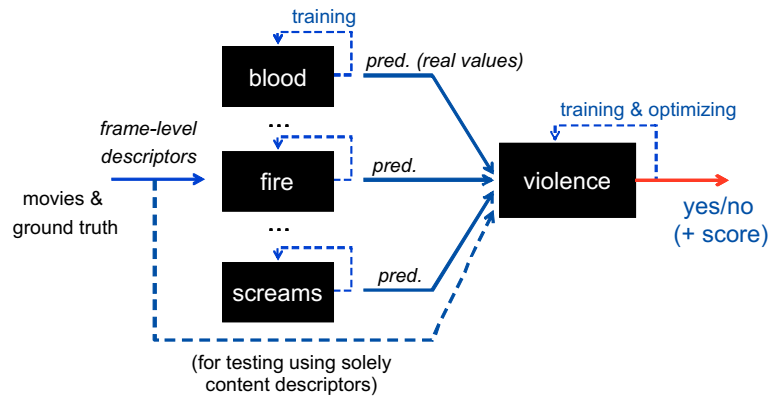 training
blood
pred. (real values)
...
frame-level
descriptors
training & optimizing
fire
pred.
violence
movies &
ground truth
yes/no
(+ score)
...
screams
pred.
(for testing using solely
content descriptors)